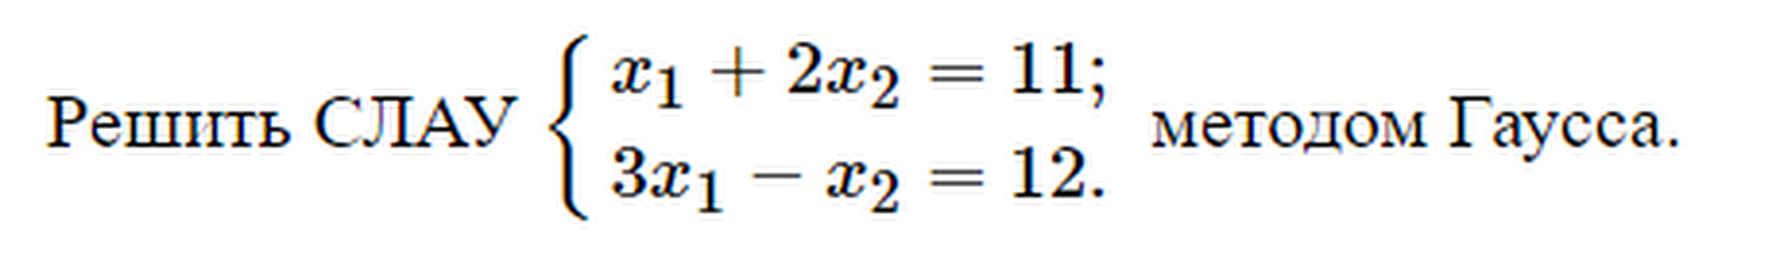 Решить СЛАУ { x₁ + 2x₂ = 11; 3x₁ − x₂ = 12. методом Гаусса.